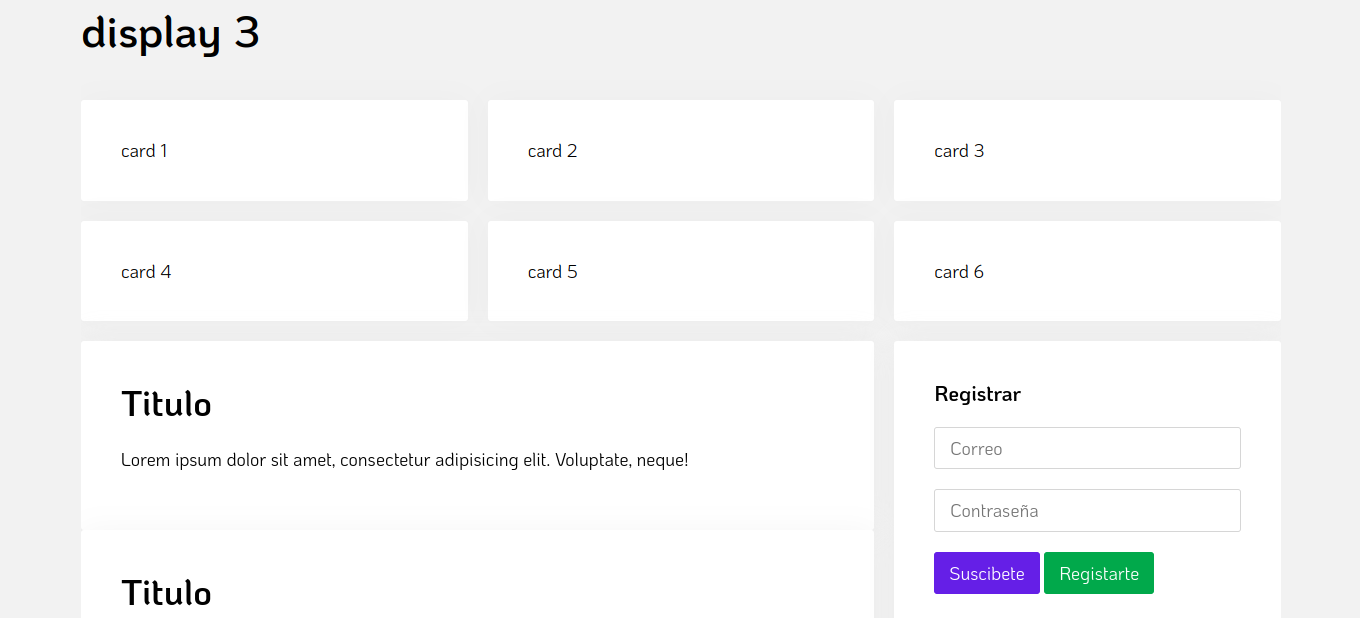 display 3
card 1
card 2
card 3
card 4
card 5
card 6
Titulo
Lorem ipsum dolor sit amet, consectetur adipisicing elit. Voluptate, neque!
Titulo
Registrar
Correo
Contraseña
Suscibete
Registarte